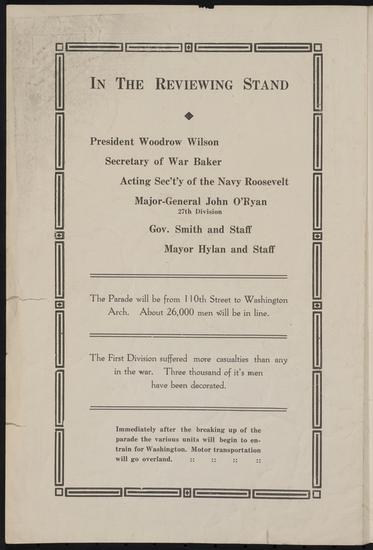 IN THE REVIEWING STAND
President Woodrow Wilson
Secretary of War Baker
Acting Sec't'y of the Navy Roosevelt
Major-General John O'Ryan
27th Division
Gov. Smith and Staff
Mayor Hylan and Staff
The Parade will be from 110th Street to Washington
Arch. About 26,000 men will be in line.
The First Division suffered more casualties than any
in the war. Three thousand of it's men
have been decorated.
Immediately after the breaking up of the
parade the various units will begin to en-
train for Washington. Motor transportation
will go overland. :: :: :: ::